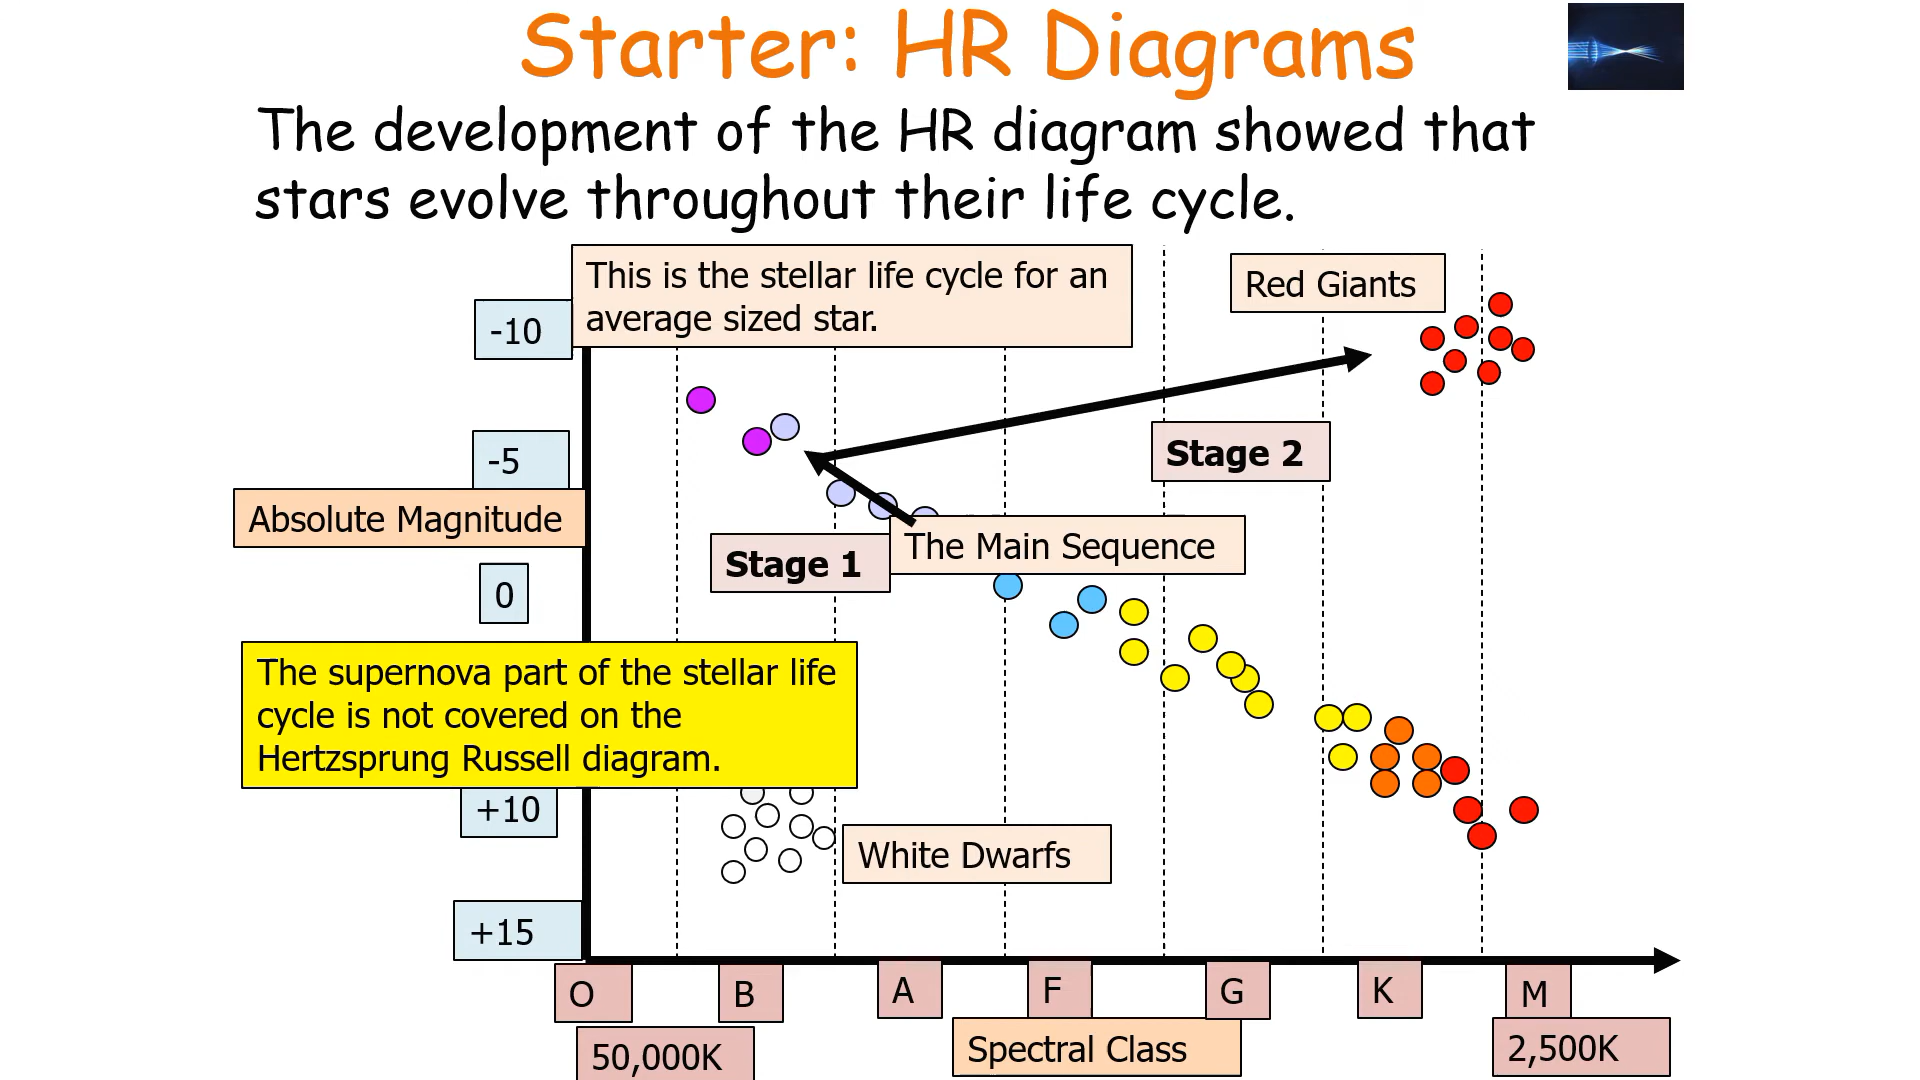 Starter: HR Diagrams
The development of the HR diagram showed that
stars evolve throughout their life cycle.
This is the stellar life cycle for an
average sized star.
Red Giants
-10
-5
Stage 2
Absolute Magnitude
The Main Sequence
Stage 1
0
The supernova part of the stellar life
cycle is not covered on the
Hertzsprung Russell diagram.
+10
White Dwarfs
+15
O B A F G K M
50,000K
Spectral Class
2,500K